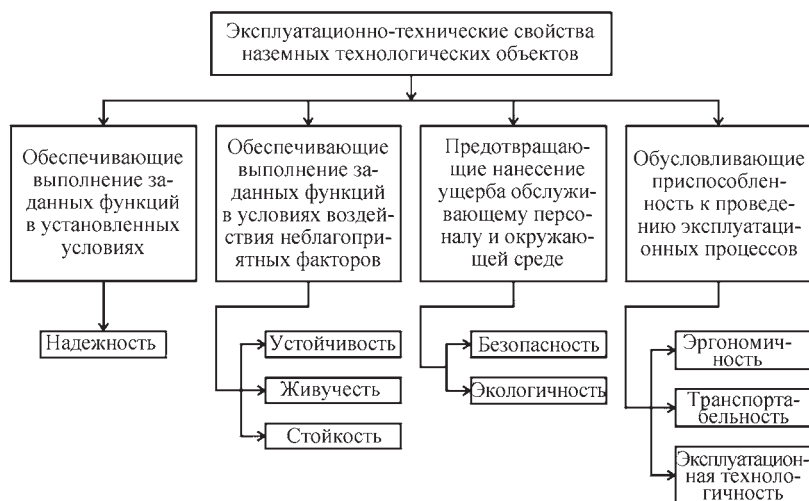 Эксплуатационно-технические свойства
наземных технологических объектов
Обеспечивающие
выполнение за-
данных функций
в установленных
условиях
Обеспечивающие
выполнение за-
данных функций
в условиях воздей-
ствия неблагопри-
ятных факторов
Предотвращаю-
щие нанесение
ущерба обслужи-
вающему персо-
налу и окружаю-
щей среде
Обусловливающие
приспособлен-
ность к проведе-
нию эксплуатаци-
онных процессов
Надежность
Устойчивость
Живучесть
Стойкость
Безопасность
Экологичность
Эргономич-
ность
Транспорта-
бельность
Эксплуатацион-
ная техноло-
гичность